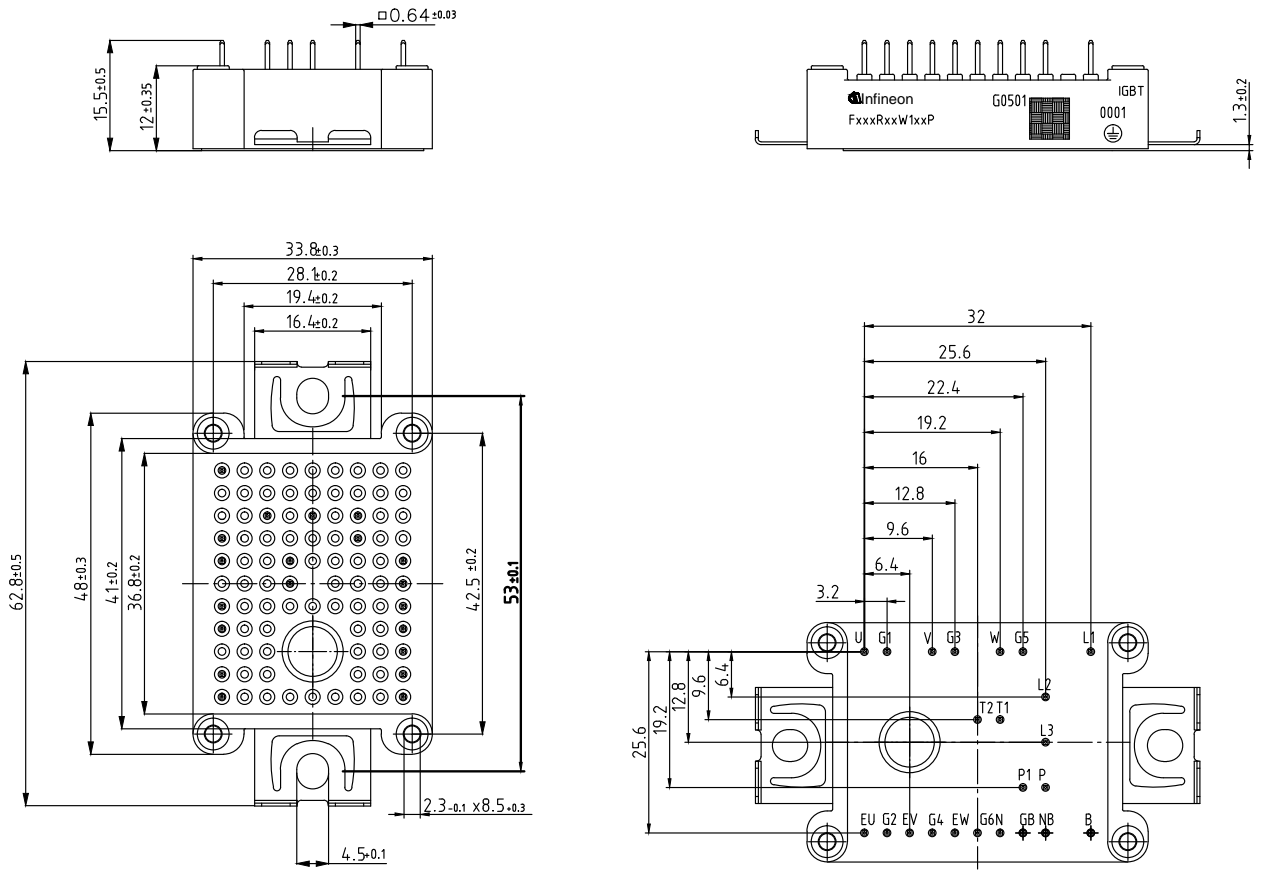 □0.64±0.03
15.5±0.5
12±0.35
Infineon
FxxxRxxW1xxP
G0501
IGBT
0001
1.3±0.2
33.8±0.3
28.1±0.2
19.4±0.2
16.4±0.2
62.8±0.5
48±0.3
41±0.2
36.8±0.2
42.5 ±0.2
53±0.1
2.3-0.1 x8.5+0.3
4.5+0.1
32
25.6
22.4
19.2
16
12.8
9.6
6.4
3.2
U G1 V G3 W G5 L1
6.4
9.6
12.8
19.2
25.6
L2
T2 T1
L3
P1 P
EU G2 EV G4 EW G6 N GB NB B